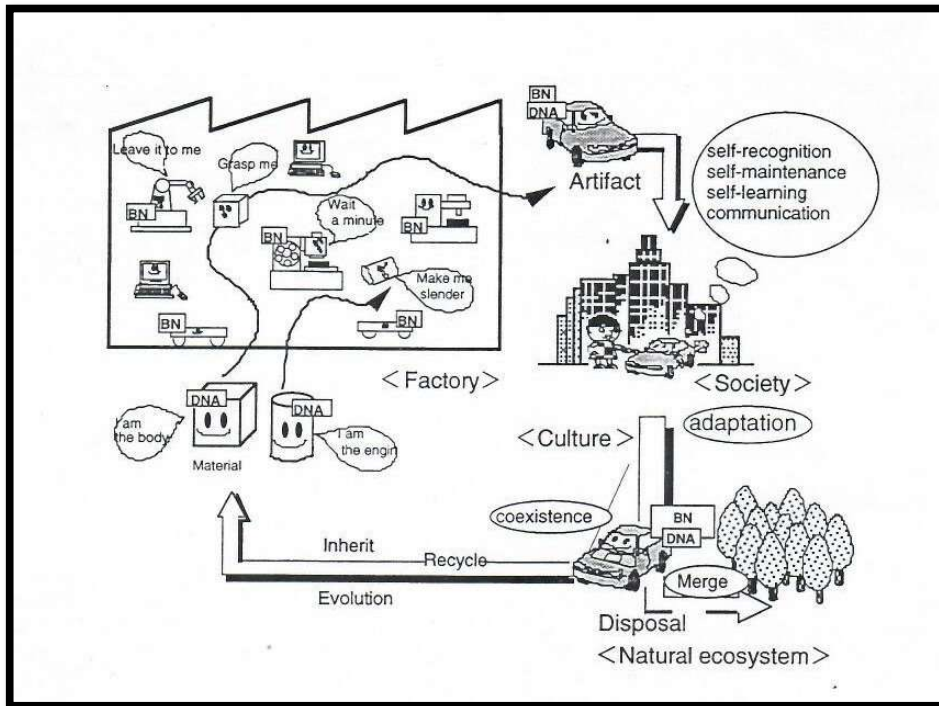 BN
DNA
Artifact
self-recognition
self-maintenance
self-learning
communication
Leave it to me
Grasp me
BN
Wait
a minute
BN
BN
Make me
slender
BN
BN
<Factory>
<Society>
DNA
I am
the body
Material
DNA
I am
the engin
<Culture>
adaptation
coexistence
BN
DNA
Inherit
Recycle
Evolution
Merge
Disposal
<Natural ecosystem>